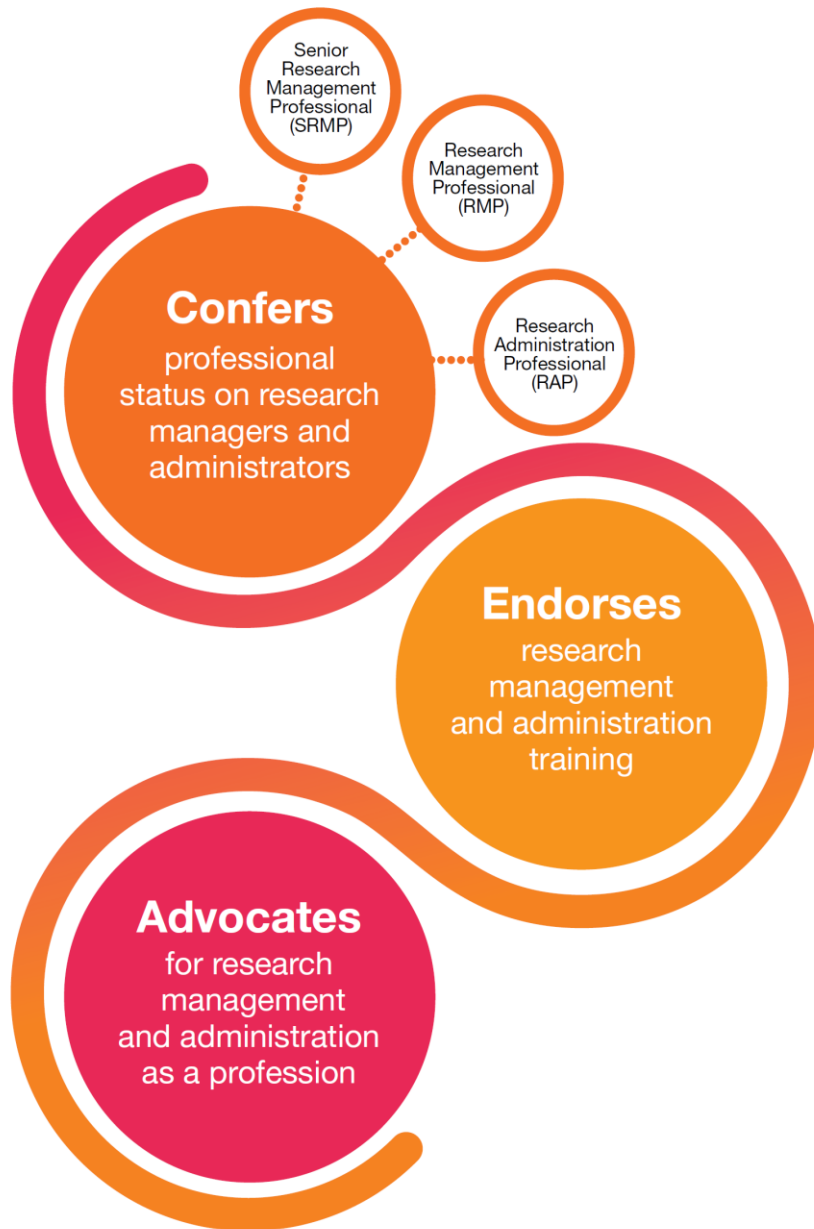 Senior
Research
Management
Professional
(SRMP)
Research
Management
Professional
(RMP)
Research
Administration
Professional
(RAP)
Confers
professional
status on research
managers and
administrators
Endorses
research
management
and administration
training
Advocates
for research
management
and administration
as a profession